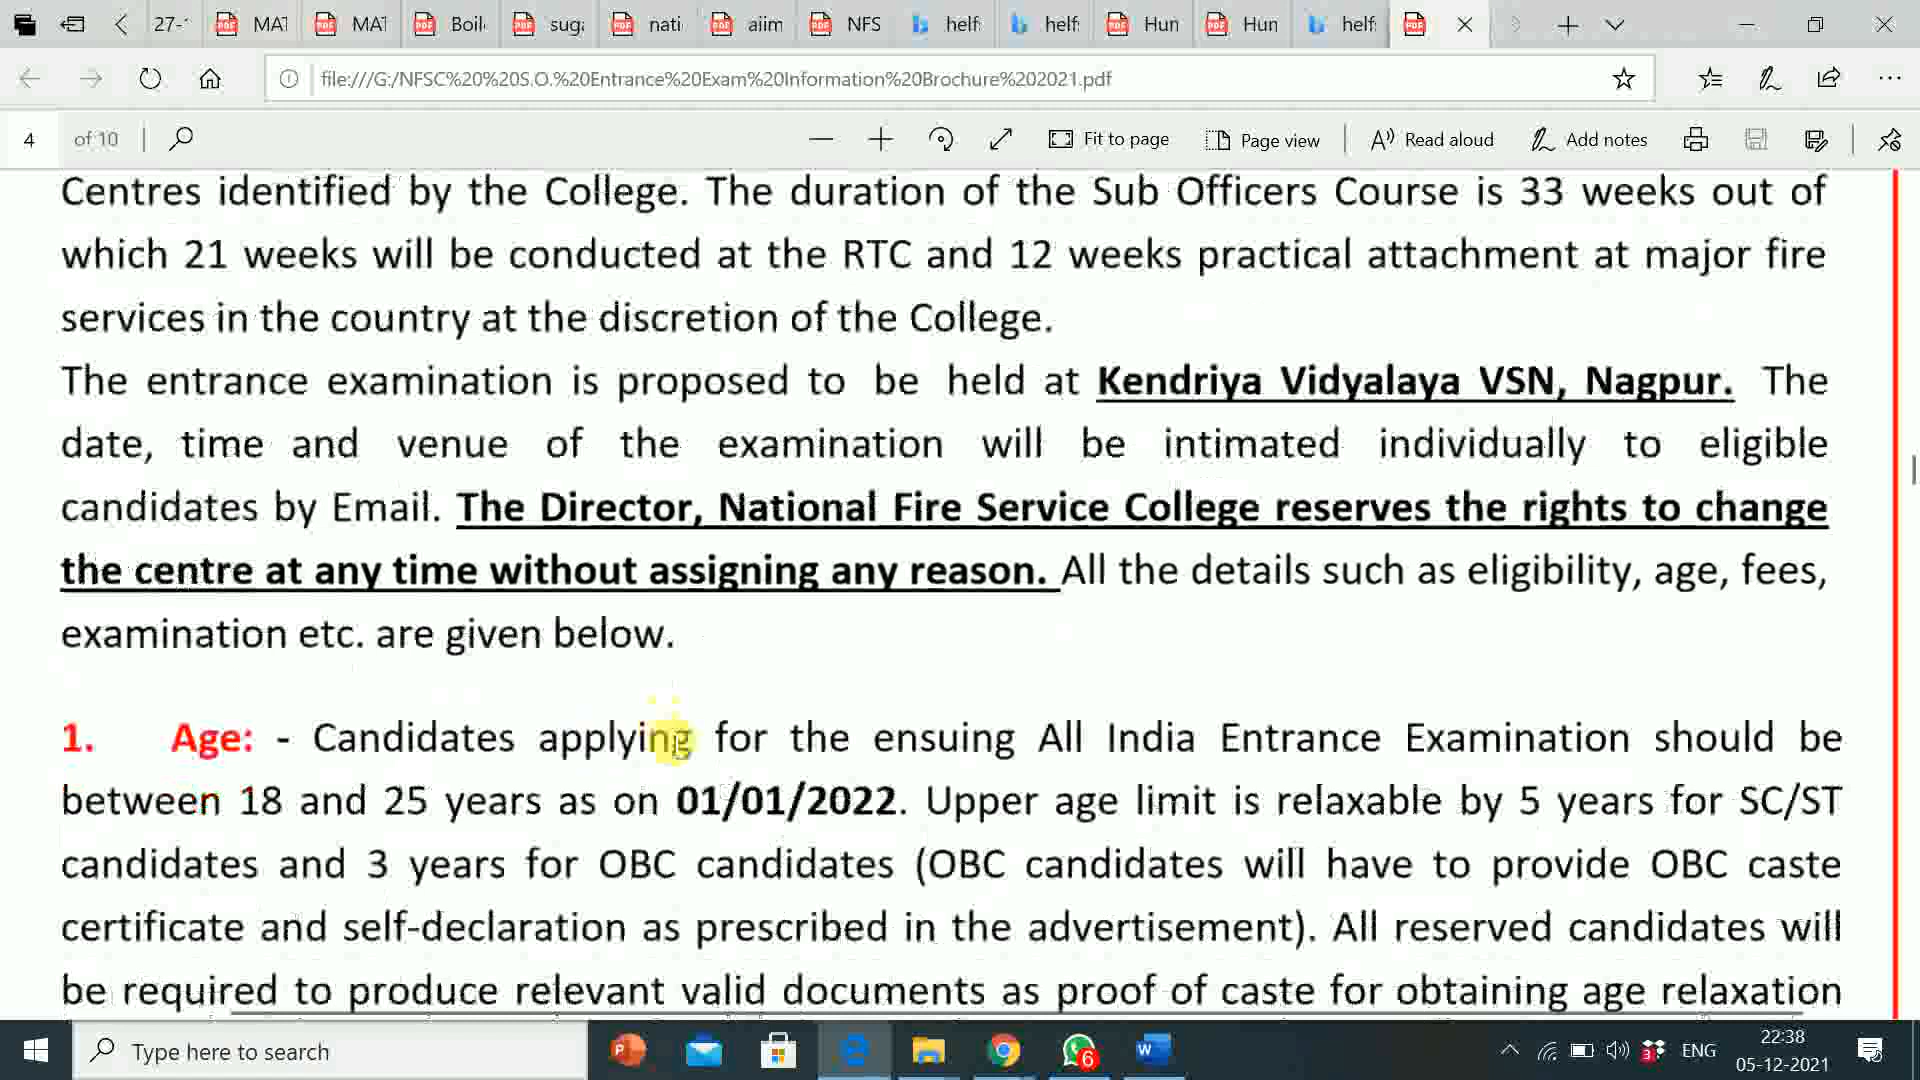 27-1 MAT MAT Boil suga nati aiim NFS helf helf Hun Hun helf
file:///G:/NFSC%20%20S.O.%20Entrance%20Exam%20Information%20Brochure%202021.pdf
4 of 10 Fit to page Page view Read aloud Add notes
Centres identified by the College. The duration of the Sub Officers Course is 33 weeks out of
which 21 weeks will be conducted at the RTC and 12 weeks practical attachment at major fire
services in the country at the discretion of the College.
The entrance examination is proposed to be held at Kendriya Vidyalaya VSN, Nagpur. The
date, time and venue of the examination will be intimated individually to eligible
candidates by Email. The Director, National Fire Service College reserves the rights to change
the centre at any time without assigning any reason. All the details such as eligibility, age, fees,
examination etc. are given below.
1. Age: - Candidates applying for the ensuing All India Entrance Examination should be
between 18 and 25 years as on 01/01/2022. Upper age limit is relaxable by 5 years for SC/ST
candidates and 3 years for OBC candidates (OBC candidates will have to provide OBC caste
certificate and self-declaration as prescribed in the advertisement). All reserved candidates will
be required to produce relevant valid documents as proof of caste for obtaining age relaxation
Type here to search 6 3 ENG 22:38
05-12-2021